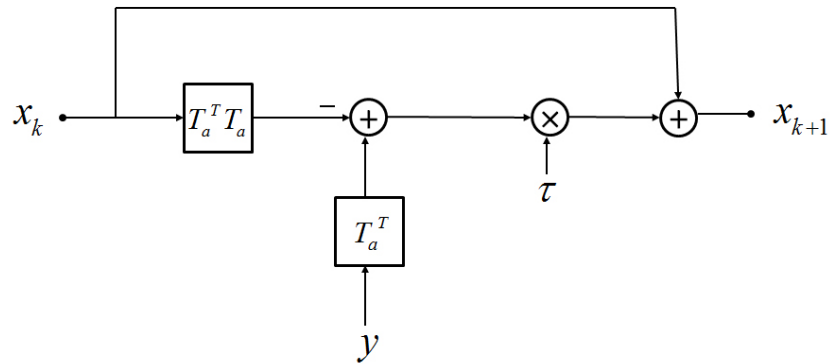 x_k
T_a^T T_a
−
+
×
+
x_{k+1}
τ
T_a^T
y